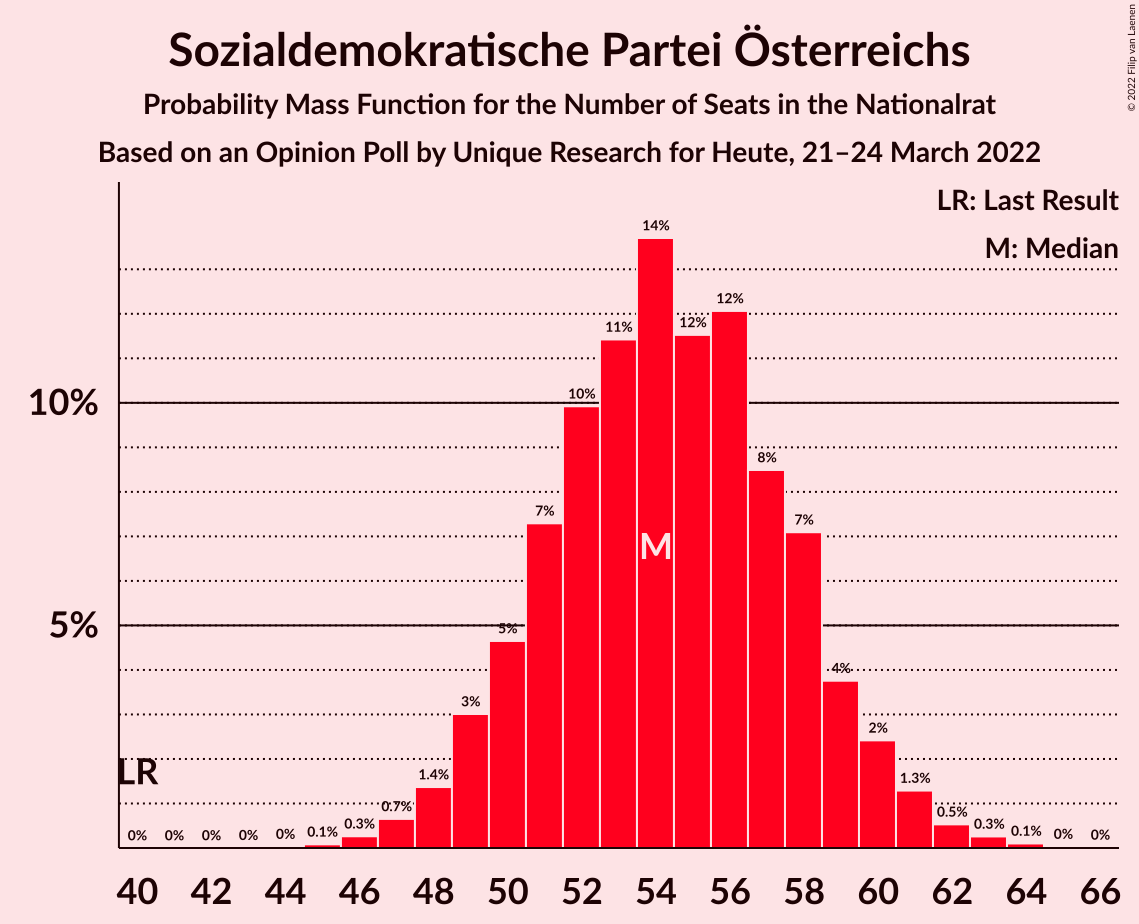 Sozialdemokratische Partei Österreichs
Probability Mass Function for the Number of Seats in the Nationalrat
Based on an Opinion Poll by Unique Research for Heute, 21–24 March 2022
© 2022 Filip van Laenen
LR: Last Result
M: Median
10%
5%
LR
M
0% 0% 0% 0% 0% 0.1% 0.3% 0.7% 1.4% 3% 5% 7% 10% 11% 14% 12% 12% 8% 7% 4% 2% 1.3% 0.5% 0.3% 0.1% 0% 0%
40 42 44 46 48 50 52 54 56 58 60 62 64 66